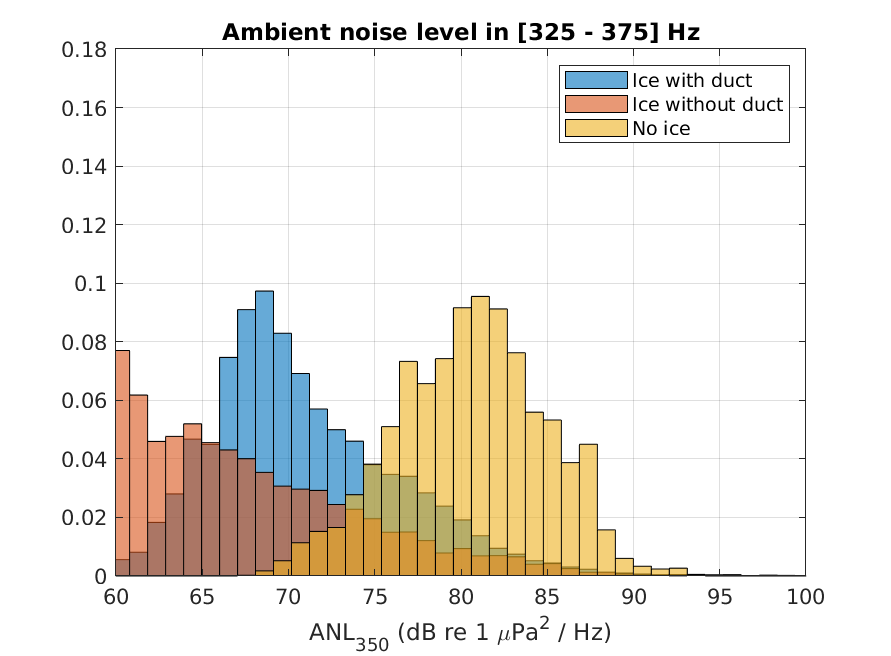 Ambient noise level in [325 - 375] Hz
0.18
0.16
0.14
0.12
0.1
0.08
0.06
0.04
0.02
0
Ice with duct
Ice without duct
No ice
60 65 70 75 80 85 90 95 100
ANL₃₅₀ (dB re 1 μPa² / Hz)